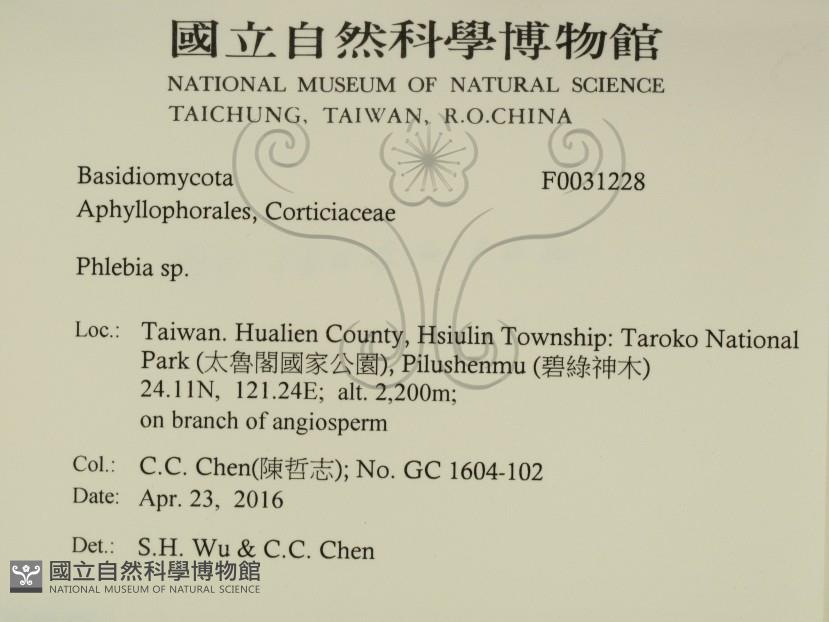 國立自然科學博物館
NATIONAL MUSEUM OF NATURAL SCIENCE
TAICHUNG, TAIWAN, R.O.CHINA
Basidiomycota F0031228
Aphyllophorales, Corticiaceae
Phlebia sp.
Loc.: Taiwan. Hualien County, Hsiulin Township: Taroko National
Park (太魯閣國家公園), Pilushenmu (碧綠神木)
24.11N, 121.24E; alt. 2,200m;
on branch of angiosperm
Col.: C.C. Chen(陳哲志); No. GC 1604-102
Date: Apr. 23, 2016
Det.: S.H. Wu & C.C. Chen
國立自然科學博物館
NATIONAL MUSEUM OF NATURAL SCIENCE